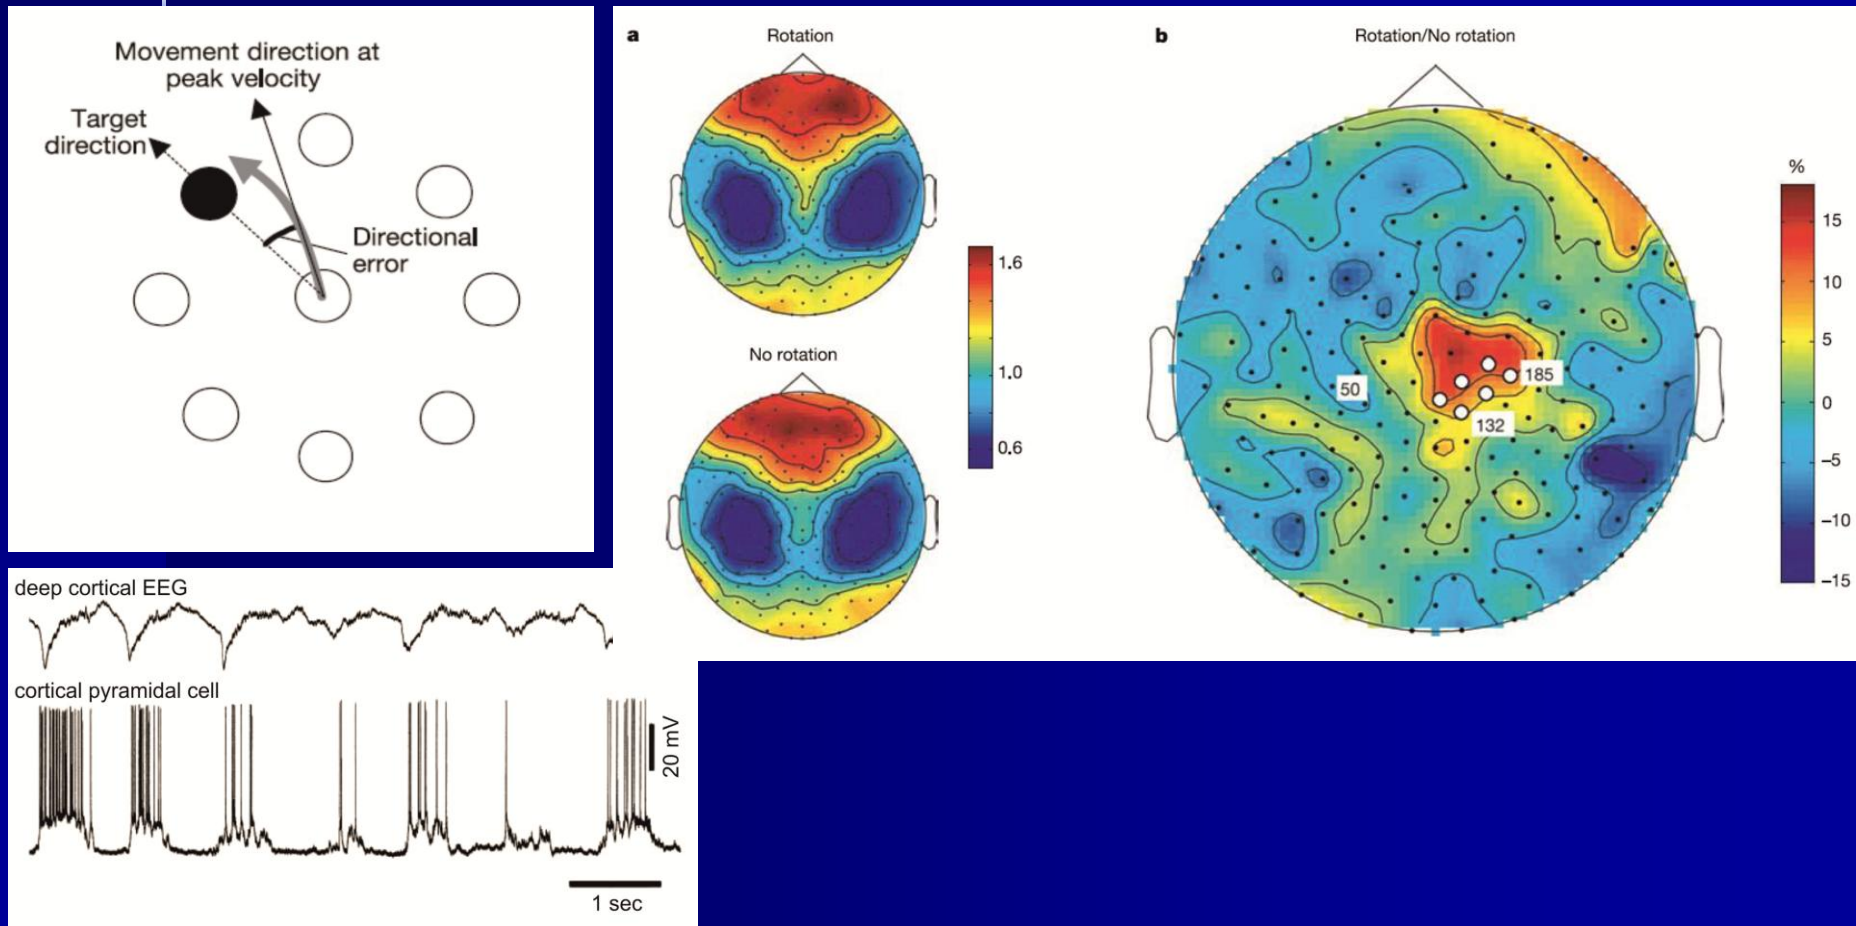 Movement direction at
peak velocity
Target
direction
Directional
error
a
Rotation
No rotation
1.6
1.0
0.6
b
Rotation/No rotation
50
185
132
%
15
10
5
0
–5
–10
–15
deep cortical EEG
cortical pyramidal cell
20 mV
1 sec